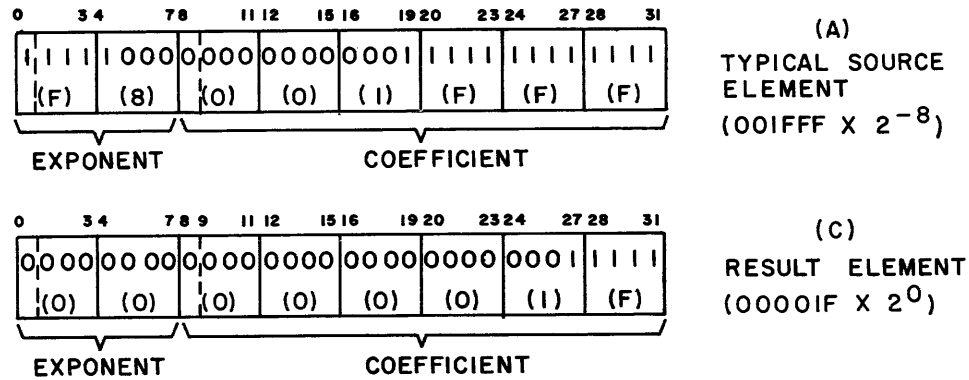 0 3 4 7 8 11 12 15 16 19 20 23 24 27 28 31
1 1 1 1 1 0 0 0 0 0 0 0 0 0 0 0 0 0 0 1 1 1 1 1 1 1 1 1 1 1 1 1
(F) (8) (0) (0) (1) (F) (F) (F)
EXPONENT COEFFICIENT
(A)
TYPICAL SOURCE
ELEMENT
(001FFF X 2⁻⁸)
0 3 4 7 8 9 11 12 15 16 19 20 23 24 27 28 31
0 0 0 0 0 0 0 0 0 0 0 0 0 0 0 0 0 0 0 0 0 0 0 0 0 0 0 1 1 1 1 1
(0) (0) (0) (0) (0) (0) (1) (F)
EXPONENT COEFFICIENT
(C)
RESULT ELEMENT
(00001F X 2⁰)